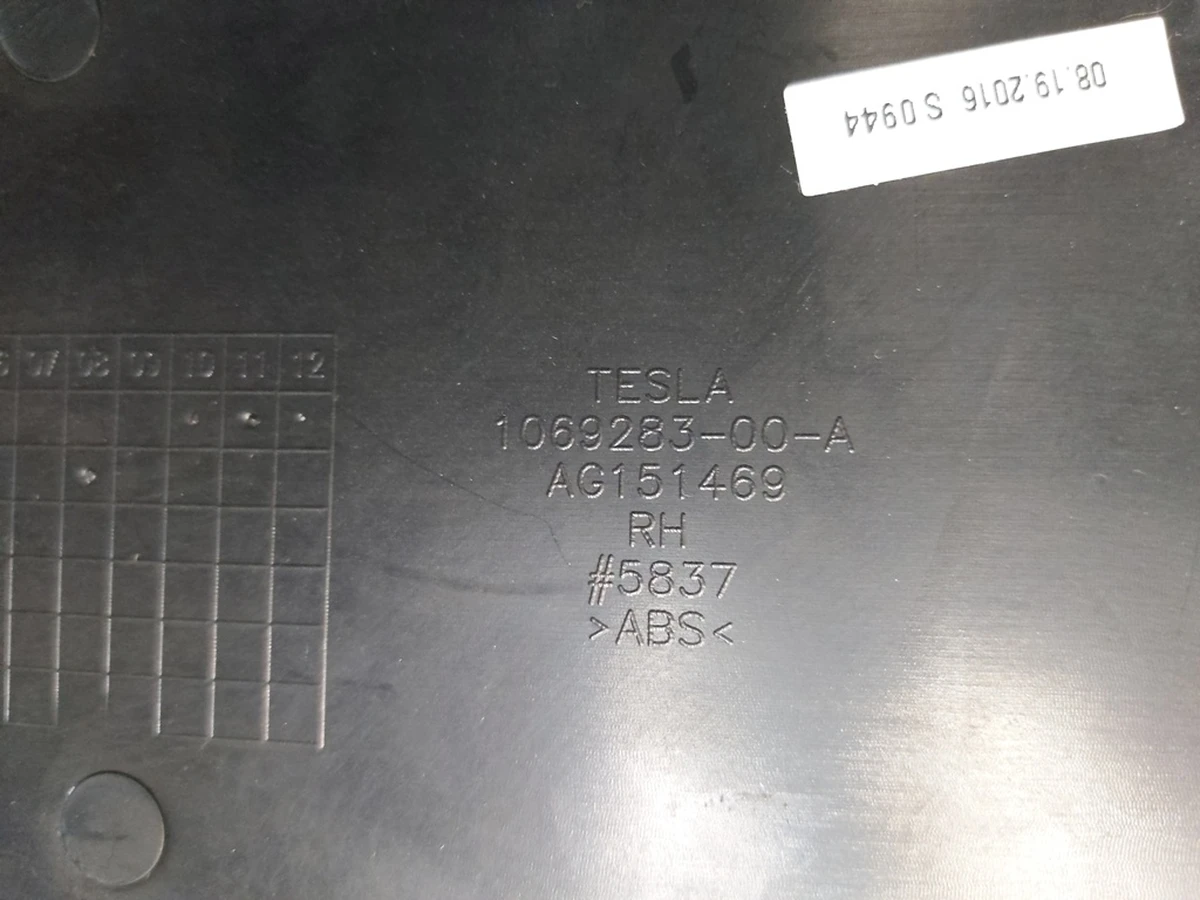 08.19.2016 S 0944
07 08 09 10 11 12
TESLA
1069283-00-A
AG151469
RH
#5837
>ABS<